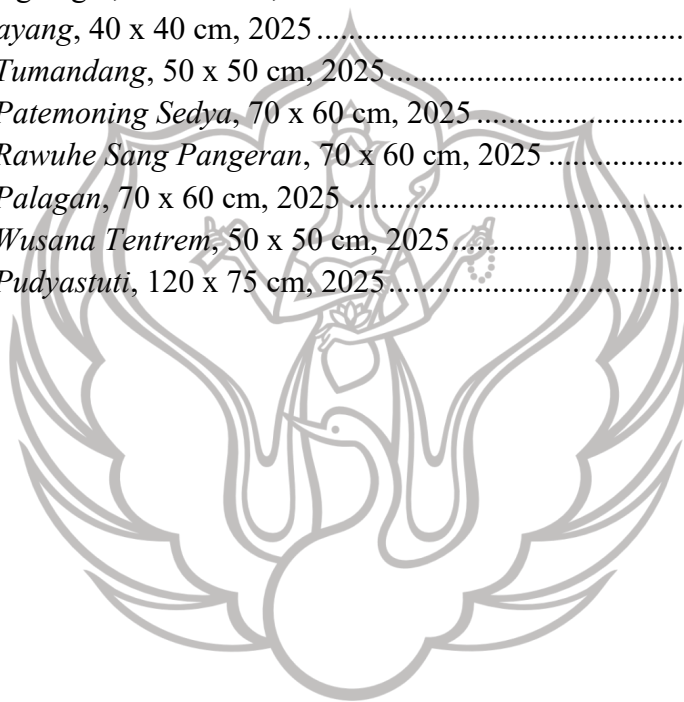 ayang, 40 x 40 cm, 2025........................................
Tumandang, 50 x 50 cm, 2025................................
Patemoning Sedya, 70 x 60 cm, 2025......................
Rawuhe Sang Pangeran, 70 x 60 cm, 2025 ..............
Palagan, 70 x 60 cm, 2025 ......................................
Wusana Tentrem, 50 x 50 cm, 2025........................
Pudyastuti, 120 x 75 cm, 2025................................